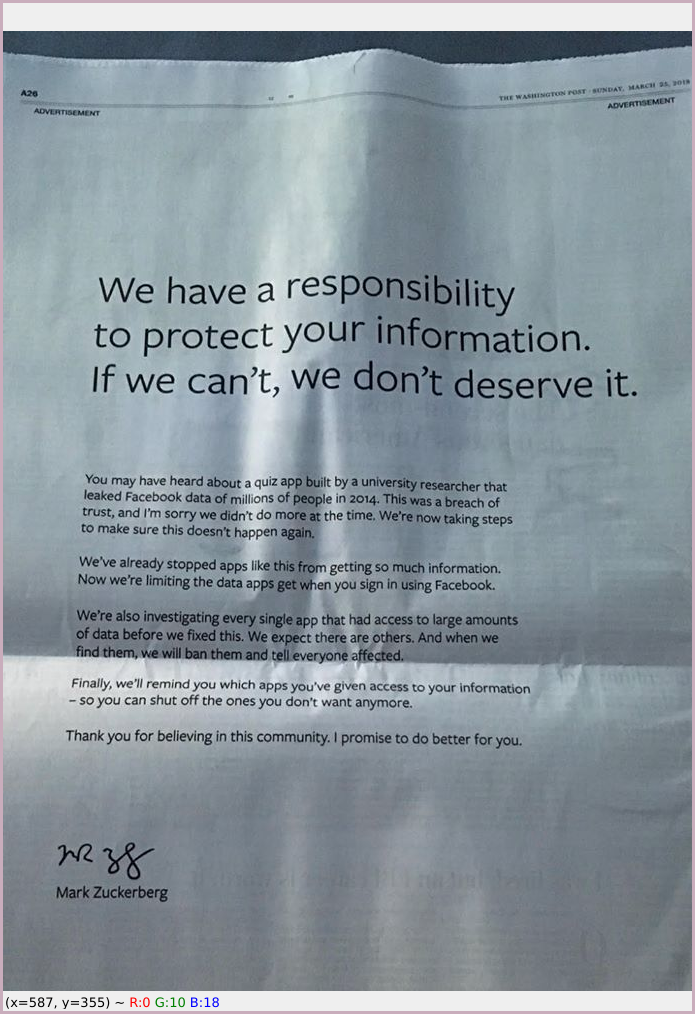 A26
THE WASHINGTON POST · SUNDAY, MARCH 25, 2018
ADVERTISEMENT
ADVERTISEMENT
We have a responsibility
to protect your information.
If we can't, we don't deserve it.
You may have heard about a quiz app built by a university researcher that
leaked Facebook data of millions of people in 2014. This was a breach of
trust, and I'm sorry we didn't do more at the time. We're now taking steps
to make sure this doesn't happen again.
We've already stopped apps like this from getting so much information.
Now we're limiting the data apps get when you sign in using Facebook.
We're also investigating every single app that had access to large amounts
of data before we fixed this. We expect there are others. And when we
find them, we will ban them and tell everyone affected.
Finally, we'll remind you which apps you've given access to your information
– so you can shut off the ones you don't want anymore.
Thank you for believing in this community. I promise to do better for you.
Mark Zuckerberg
(x=587, y=355) ~ R:0 G:10 B:18